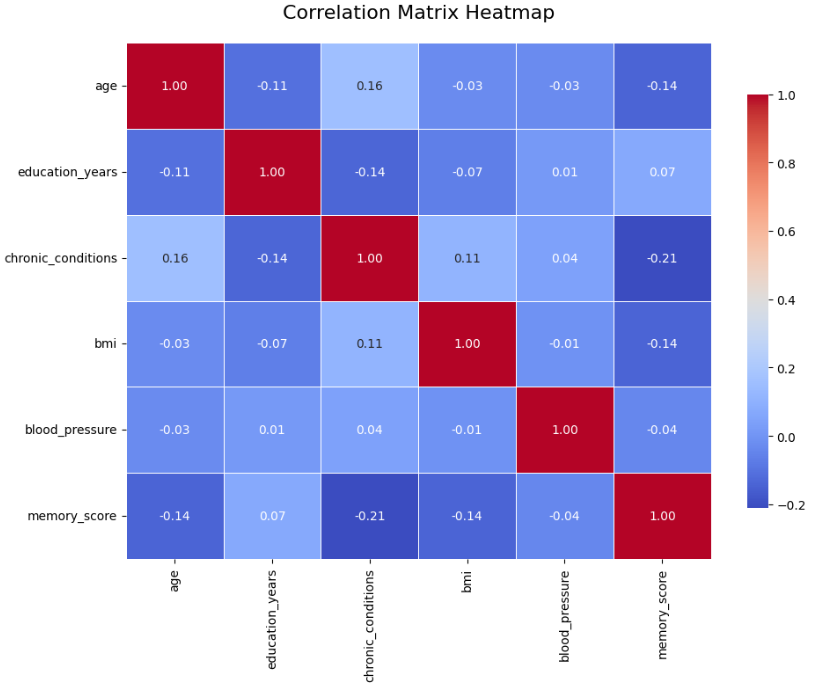 Correlation Matrix Heatmap
age 1.00 -0.11 0.16 -0.03 -0.03 -0.14
education_years -0.11 1.00 -0.14 -0.07 0.01 0.07
chronic_conditions 0.16 -0.14 1.00 0.11 0.04 -0.21
bmi -0.03 -0.07 0.11 1.00 -0.01 -0.14
blood_pressure -0.03 0.01 0.04 -0.01 1.00 -0.04
memory_score -0.14 0.07 -0.21 -0.14 -0.04 1.00
age
education_years
chronic_conditions
bmi
blood_pressure
memory_score
1.0
0.8
0.6
0.4
0.2
0.0
−0.2